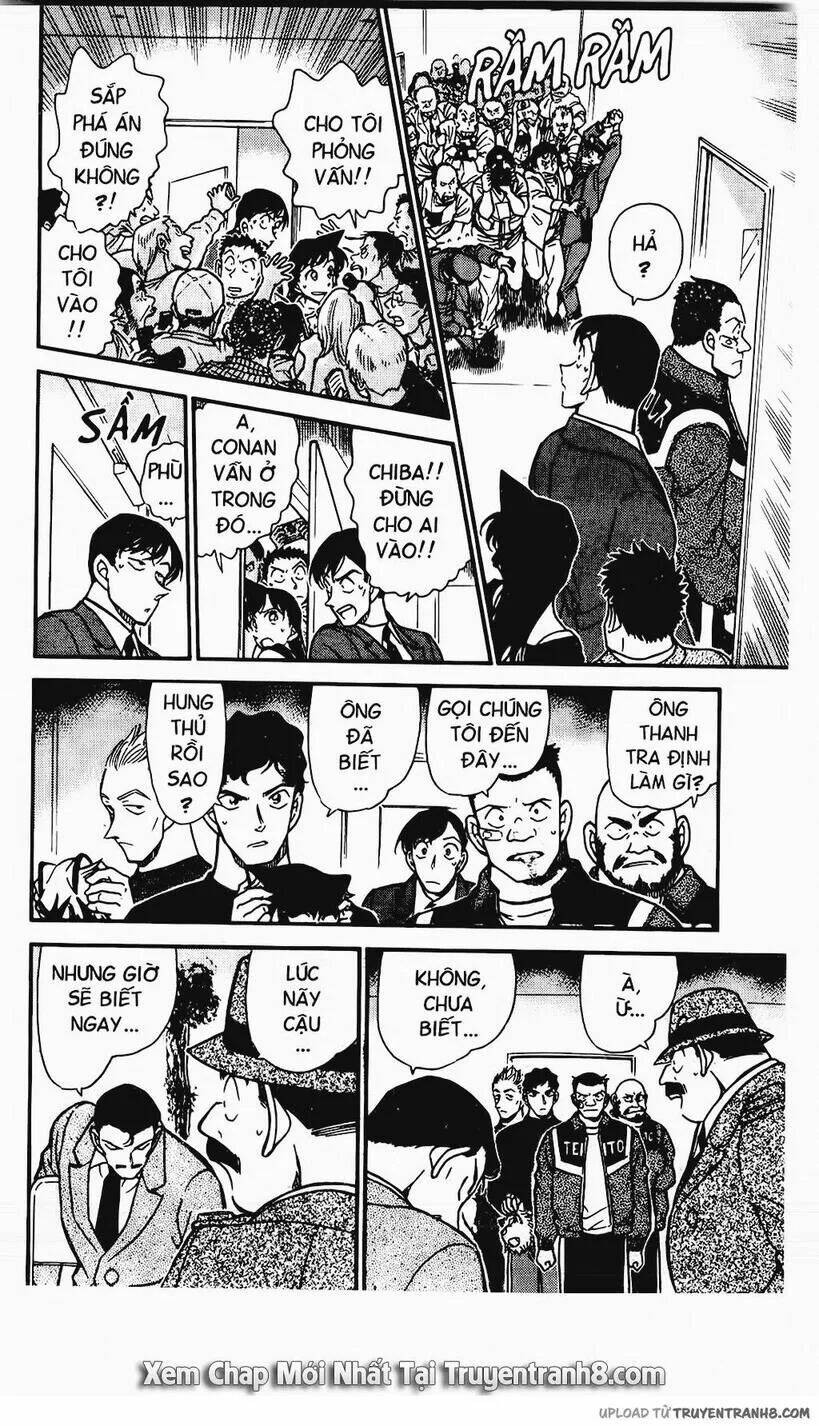 RẦM RẦM
HẢ
?
CHO TÔI
PHỎNG
VẤN!!
SẮP
PHÁ ÁN
ĐÚNG
KHÔNG
?!
CHO
TÔI
VÀO
!!
CHIBA!!
ĐỪNG
CHO AI
VÀO!!
A,
CONAN
VẪN Ở
TRONG
ĐÓ...
SẦM
PHÙ
...
ÔNG
THANH
TRA ĐỊNH
LÀM GÌ?
GỌI CHÚNG
TÔI ĐẾN
ĐÂY...
ÔNG
ĐÃ
BIẾT
...
HUNG
THỦ
RỒI
SAO
?
À,
Ừ...
KHÔNG,
CHƯA
BIẾT...
TEI
ITO
LÚC
NÃY
CẬU
...
NHƯNG GIỜ
SẼ BIẾT
NGAY...
Xem Chap Mới Nhất Tại Truyentranh8.com
UPLOAD TỪ TRUYENTRANH8.COM